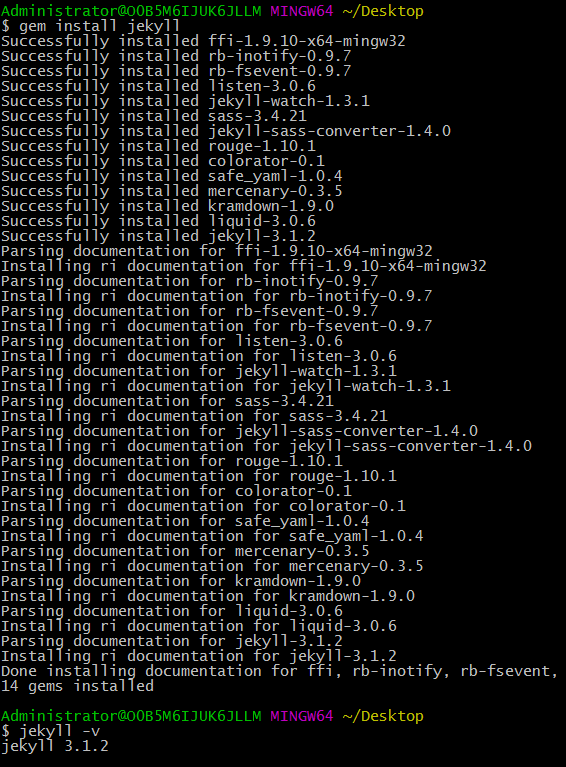 Administrator@OOB5M6IJUK6JLLM MINGW64 ~/Desktop
$ gem install jekyll
Successfully installed ffi-1.9.10-x64-mingw32
Successfully installed rb-inotify-0.9.7
Successfully installed rb-fsevent-0.9.7
Successfully installed listen-3.0.6
Successfully installed jekyll-watch-1.3.1
Successfully installed sass-3.4.21
Successfully installed jekyll-sass-converter-1.4.0
Successfully installed rouge-1.10.1
Successfully installed colorator-0.1
Successfully installed safe_yaml-1.0.4
Successfully installed mercenary-0.3.5
Successfully installed kramdown-1.9.0
Successfully installed liquid-3.0.6
Successfully installed jekyll-3.1.2
Parsing documentation for ffi-1.9.10-x64-mingw32
Installing ri documentation for ffi-1.9.10-x64-mingw32
Parsing documentation for rb-inotify-0.9.7
Installing ri documentation for rb-inotify-0.9.7
Parsing documentation for rb-fsevent-0.9.7
Installing ri documentation for rb-fsevent-0.9.7
Parsing documentation for listen-3.0.6
Installing ri documentation for listen-3.0.6
Parsing documentation for jekyll-watch-1.3.1
Installing ri documentation for jekyll-watch-1.3.1
Parsing documentation for sass-3.4.21
Installing ri documentation for sass-3.4.21
Parsing documentation for jekyll-sass-converter-1.4.0
Installing ri documentation for jekyll-sass-converter-1.4.0
Parsing documentation for rouge-1.10.1
Installing ri documentation for rouge-1.10.1
Parsing documentation for colorator-0.1
Installing ri documentation for colorator-0.1
Parsing documentation for safe_yaml-1.0.4
Installing ri documentation for safe_yaml-1.0.4
Parsing documentation for mercenary-0.3.5
Installing ri documentation for mercenary-0.3.5
Parsing documentation for kramdown-1.9.0
Installing ri documentation for kramdown-1.9.0
Parsing documentation for liquid-3.0.6
Installing ri documentation for liquid-3.0.6
Parsing documentation for jekyll-3.1.2
Installing ri documentation for jekyll-3.1.2
Done installing documentation for ffi, rb-inotify, rb-fsevent,
14 gems installed
Administrator@OOB5M6IJUK6JLLM MINGW64 ~/Desktop
$ jekyll -v
jekyll 3.1.2